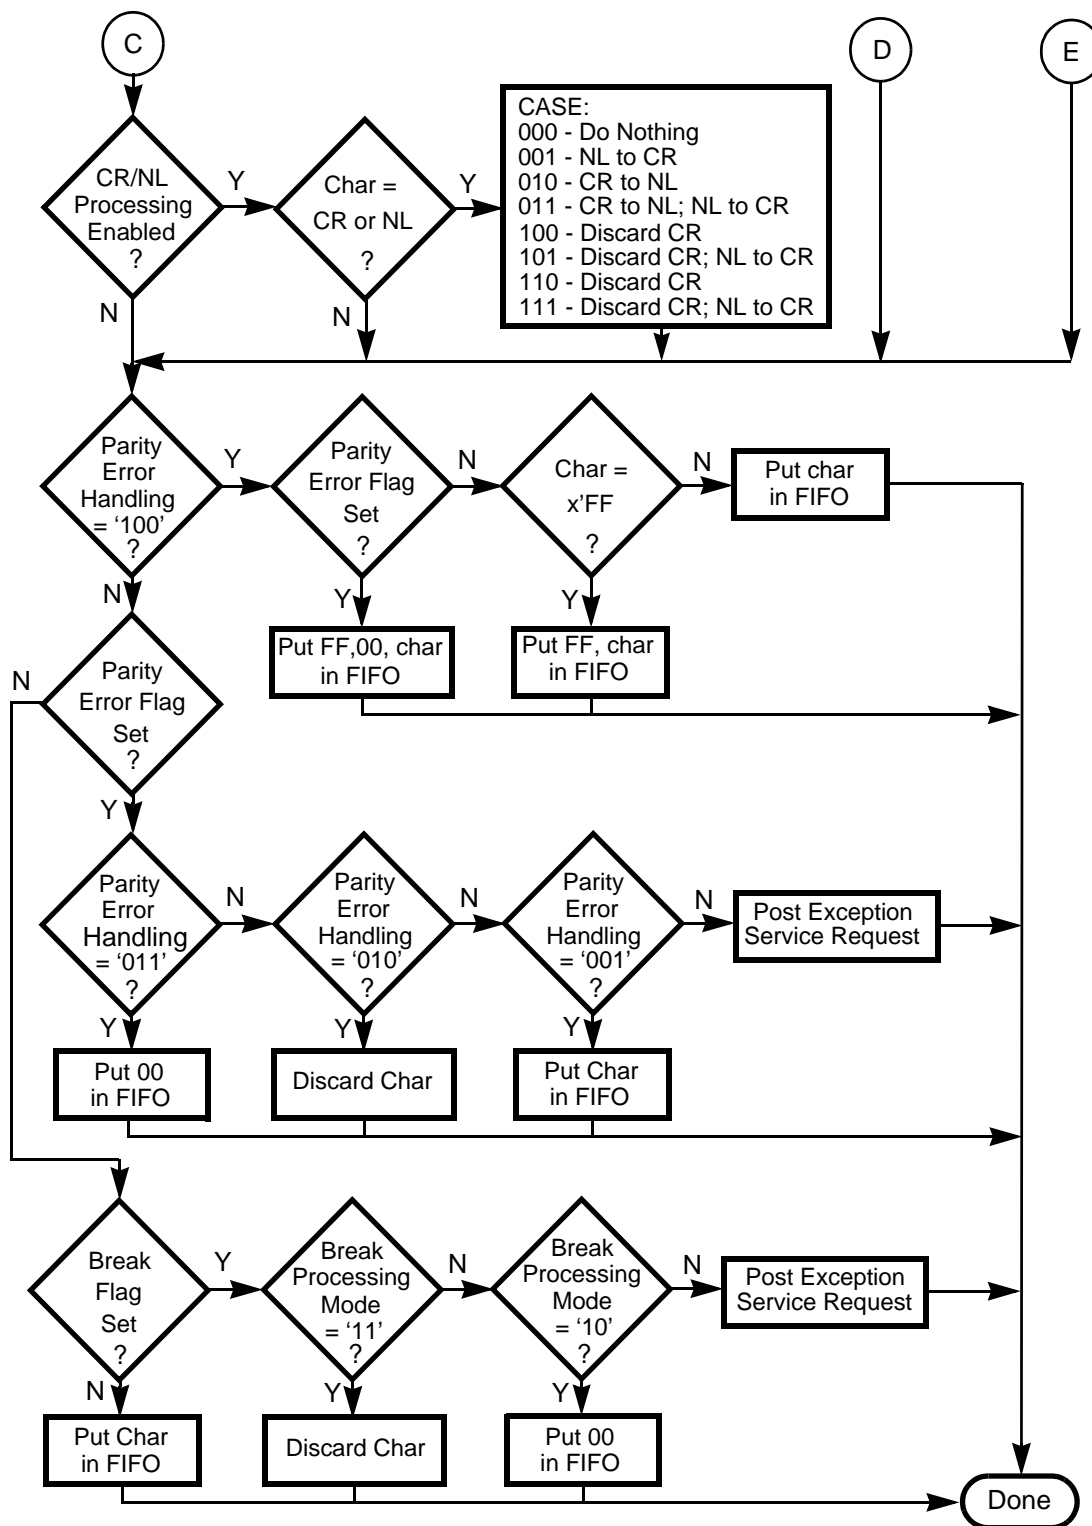 C
D
E
CR/NL
Processing
Enabled
?
Y
N
Char =
CR or NL
?
Y
N
CASE:
000 - Do Nothing
001 - NL to CR
010 - CR to NL
011 - CR to NL; NL to CR
100 - Discard CR
101 - Discard CR; NL to CR
110 - Discard CR
111 - Discard CR; NL to CR
Parity
Error
Handling
= ‘100’
?
Y
N
Parity
Error Flag
Set
?
N
Y
Char =
x’FF
?
N
Y
Put char
in FIFO
Put FF,00, char
in FIFO
Put FF, char
in FIFO
Parity
Error Flag
Set
?
N
Y
Parity
Error
Handling
= ‘011’
?
N
Y
Parity
Error
Handling
= ‘010’
?
N
Y
Parity
Error
Handling
= ‘001’
?
N
Y
Post Exception
Service Request
Put 00
in FIFO
Discard Char
Put Char
in FIFO
Break
Flag
Set
?
Y
N
Break
Processing
Mode
= ‘11’
?
N
Y
Break
Processing
Mode
= ‘10’
?
N
Y
Post Exception
Service Request
Put Char
in FIFO
Discard Char
Put 00
in FIFO
Done